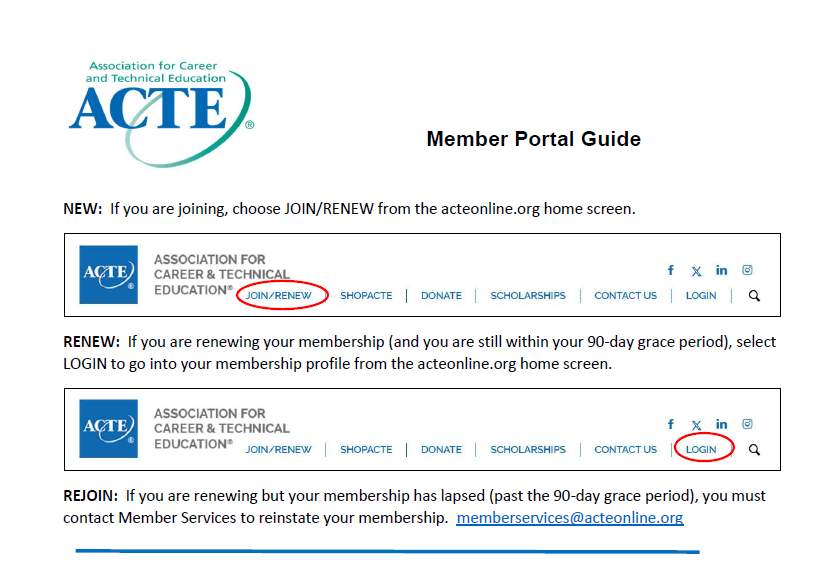 Association for Career
and Technical Education
ACTE®
Member Portal Guide
NEW: If you are joining, choose JOIN/RENEW from the acteonline.org home screen.
ACTE®
ASSOCIATION FOR
CAREER & TECHNICAL
EDUCATION®
JOIN/RENEW SHOPACTE DONATE SCHOLARSHIPS CONTACT US LOGIN
RENEW: If you are renewing your membership (and you are still within your 90-day grace period), select
LOGIN to go into your membership profile from the acteonline.org home screen.
ACTE®
ASSOCIATION FOR
CAREER & TECHNICAL
EDUCATION®
JOIN/RENEW SHOPACTE DONATE SCHOLARSHIPS CONTACT US LOGIN
REJOIN: If you are renewing but your membership has lapsed (past the 90-day grace period), you must
contact Member Services to reinstate your membership. memberservices@acteonline.org